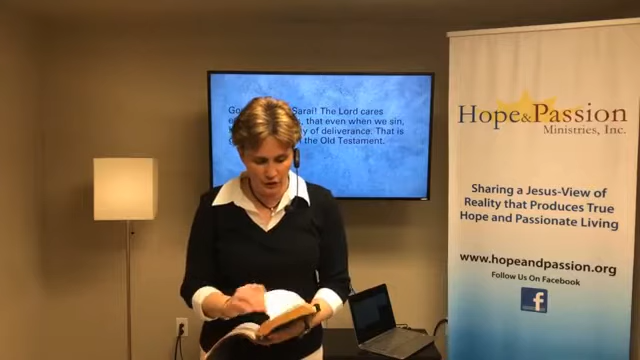 Go Sarai! The Lord cares
that even when we sin,
y of deliverance. That is
the Old Testament.
Hope&Passion
Ministries, Inc.
Sharing a Jesus-View of
Reality that Produces True
Hope and Passionate Living
www.hopeandpassion.org
Follow Us On Facebook
f